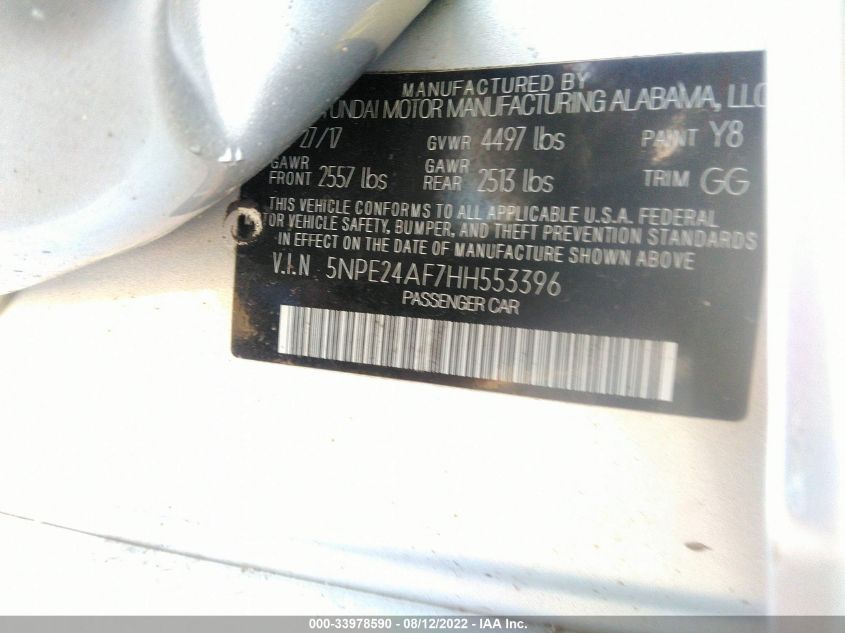 MANUFACTURED BY
HYUNDAI MOTOR MANUFACTURING ALABAMA, LLC
27/17 GVWR 4497 lbs PAINT Y8
GAWR FRONT 2557 lbs GAWR REAR 2513 lbs TRIM GG
THIS VEHICLE CONFORMS TO ALL APPLICABLE U.S.A. FEDERAL
FOR VEHICLE SAFETY, BUMPER, AND THEFT PREVENTION STANDARDS
IN EFFECT ON THE DATE OF MANUFACTURE SHOWN ABOVE
V.I.N 5NPE24AF7HH553396
PASSENGER CAR
000-33978590 - 08/12/2022 - IAA Inc.